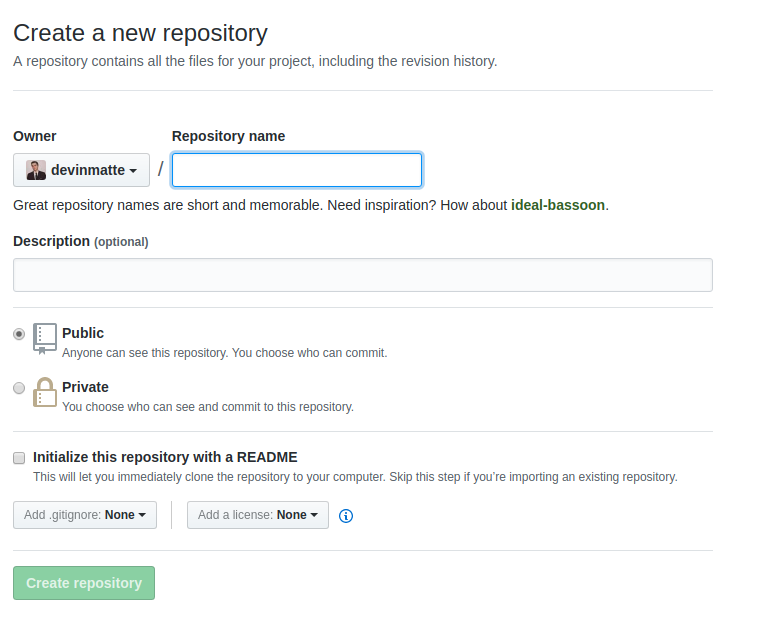 Create a new repository
A repository contains all the files for your project, including the revision history.
Owner
Repository name
devinmatte
/
Great repository names are short and memorable. Need inspiration? How about ideal-bassoon.
Description (optional)
Public
Anyone can see this repository. You choose who can commit.
Private
You choose who can see and commit to this repository.
Initialize this repository with a README
This will let you immediately clone the repository to your computer. Skip this step if you’re importing an existing repository.
Add .gitignore: None
Add a license: None
Create repository